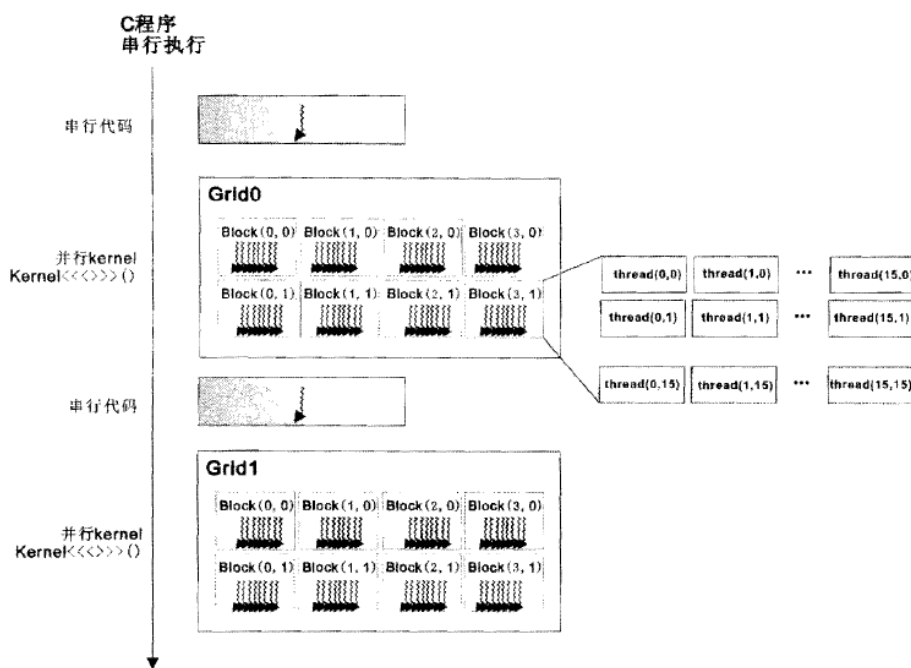 C程序
串行执行
串行代码
Grid0
Block(0, 0) Block(1, 0) Block(2, 0) Block(3, 0)
并行kernel
Kernel<<<>>>()
Block(0, 1) Block(1, 1) Block(2, 1) Block(3, 1)
thread(0,0) thread(1,0) ••• thread(15,0)
thread(0,1) thread(1,1) ••• thread(15,1)
thread(0,15) thread(1,15) ••• thread(15,15)
串行代码
Grid1
Block(0, 0) Block(1, 0) Block(2, 0) Block(3, 0)
并行kernel
Kernel<<<>>>()
Block(0, 1) Block(1, 1) Block(2, 1) Block(3, 1)